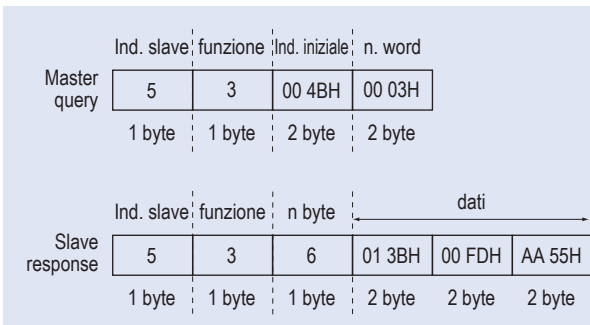 Ind. slave funzione Ind. iniziale n. word
Master query 5 3 00 4BH 00 03H
1 byte 1 byte 2 byte 2 byte
Ind. slave funzione n byte dati
Slave response 5 3 6 01 3BH 00 FDH AA 55H
1 byte 1 byte 1 byte 2 byte 2 byte 2 byte